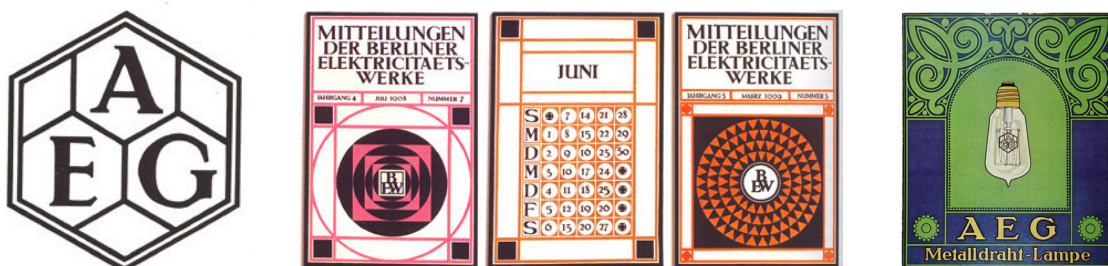 A
E G
MITTEILUNGEN
DER BERLINER
ELEKTRICITAETS-
WERKE
JAHRGANG 4 JULI 1908 NUMMER 7
B
EW
JUNI
S 7 14 21 28
M 1 8 15 22 29
D 2 9 16 23 30
M 3 10 17 24
D 4 11 18 25
F 5 12 19 26
S 6 13 20 27
MITTEILUNGEN
DER BERLINER
ELEKTRICITAETS-
WERKE
JAHRGANG 5 MAERZ 1909 NUMMER 3
B
EW
AEG
Metalldraht-Lampe